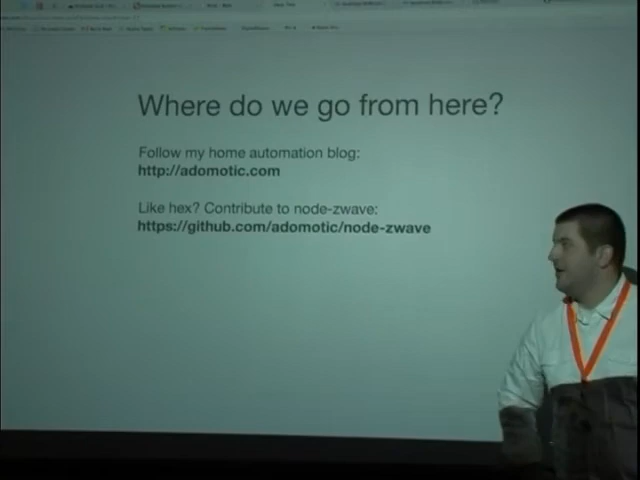 Where do we go from here?
Follow my home automation blog:
http://adomotic.com
Like hex? Contribute to node-zwave:
https://github.com/adomotic/node-zwave